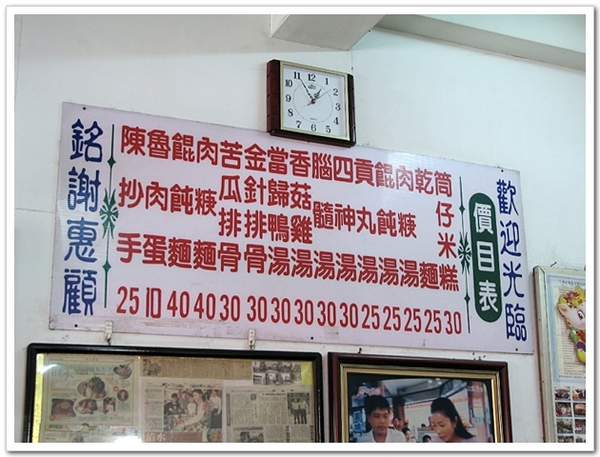 歡迎光臨
價目表
筒仔米糕 30
乾麵 25
肉粳湯 25
餛飩湯 25
貢丸湯 25
四神湯 30
腦髓湯 30
香菇雞湯 30
當歸鴨湯 30
金針排骨 30
苦瓜排骨 30
肉粳麵 40
餛飩麵 40
魯肉蛋 10
陳抄手 25
銘謝惠顧